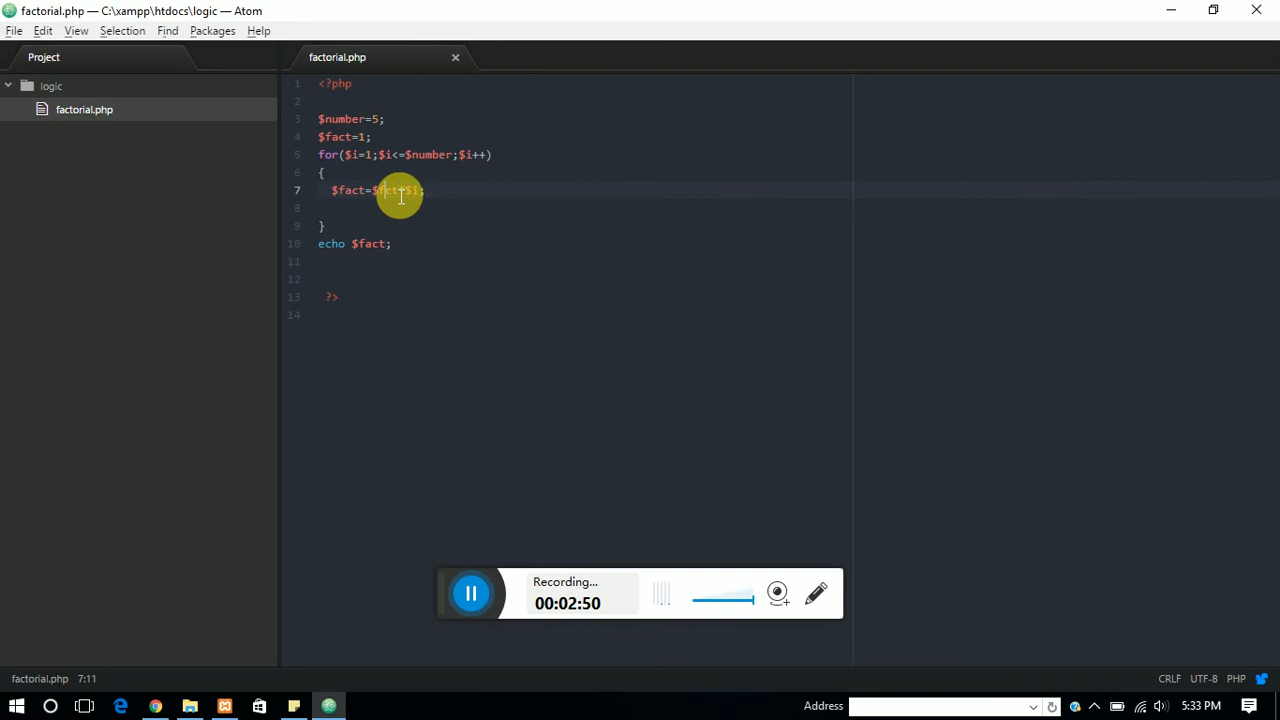 factorial.php — C:\xampp\htdocs\logic — Atom
File Edit View Selection Find Packages Help
Project
factorial.php
logic
factorial.php
1 <?php
2
3 $number=5;
4 $fact=1;
5 for($i=1;$i<=$number;$i++)
6 {
7 $fact=$fct*$i;
8
9 }
10 echo $fact;
11
12
13 ?>
14
Recording...
00:02:50
factorial.php 7:11
CRLF UTF-8 PHP
Address
5:33 PM